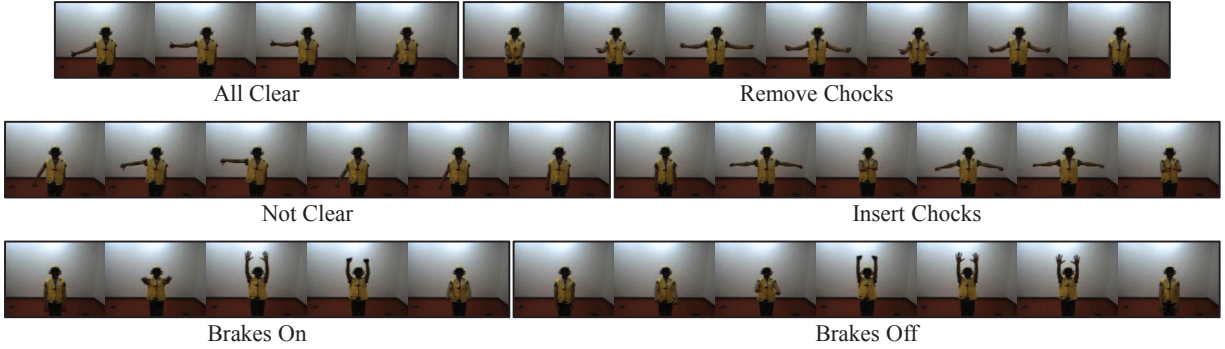 All Clear
Remove Chocks
Not Clear
Insert Chocks
Brakes On
Brakes Off